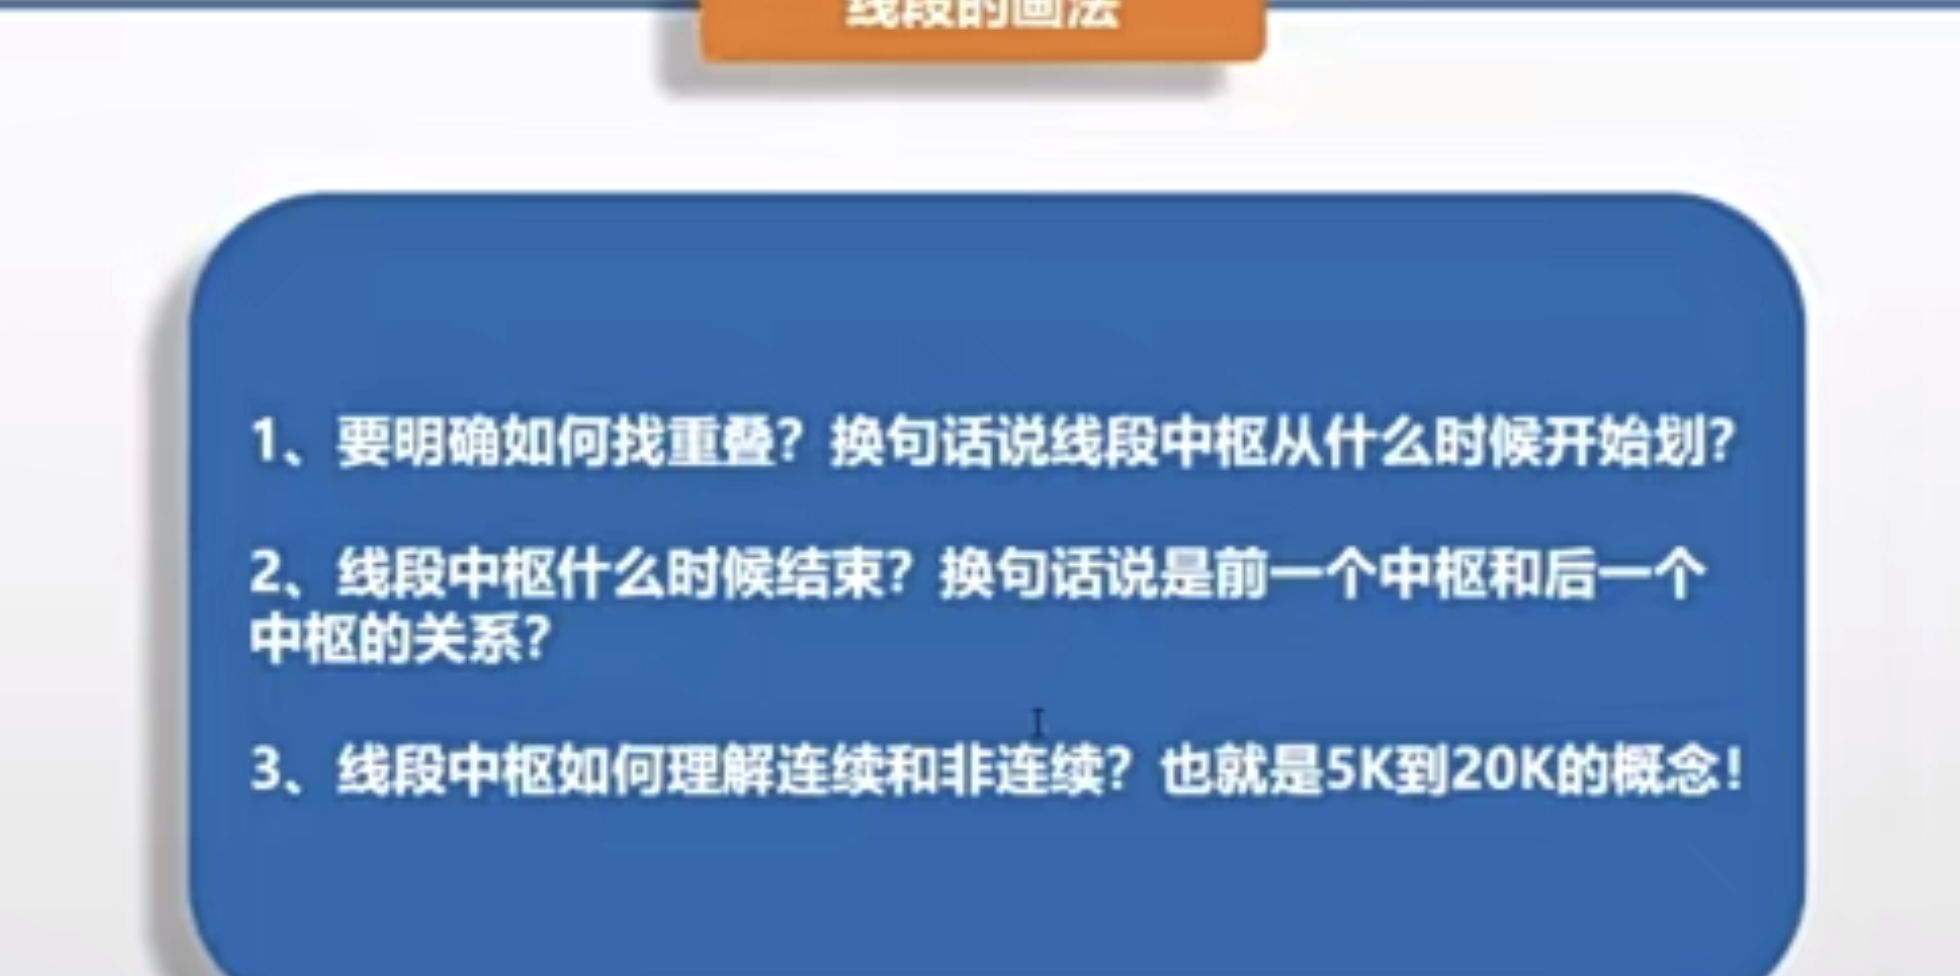 线段的画法
1、要明确如何找重叠？换句话说线段中枢从什么时候开始划？
2、线段中枢什么时候结束？换句话说是前一个中枢和后一个
中枢的关系？
3、线段中枢如何理解连续和非连续？也就是5K到20K的概念！